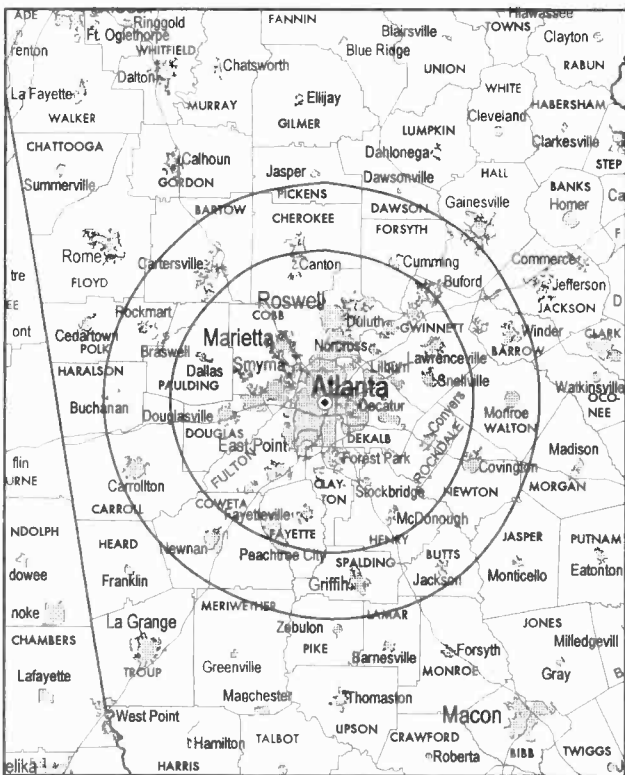 ADE
Ringgold
FANNIN
Blairsville
Hiawassee
TOWNS
Clayton
renton
Ft. Oglethorpe
WHITFIELD
Blue Ridge
UNION
RABUN
Dalton
Chatsworth
WHITE
La Fayette
MURRAY
Ellijay
HABERSHAM
WALKER
GILMER
LUMPKIN
Cleveland
Clarkesville
CHATTOOGA
Calhoun
Jasper
Dahlonega
HALL
STEP
Summerville
GORDON
Dawsonville
BANKS
PICKENS
Gainesville
Homer
Ca
BARTOW
CHEROKEE
DAWSON
FORSYTH
F
Rome
Cartersville
Canton
Cumming
Commerce
FLOYD
Buford
Jefferson
tre
Roswell
JACKSON
D
EE
Rockmart
COBB
Duluth
GWINNETT
Winder
ont
Cedartown
Marietta
Norcross
CLARK
POLK
Braswell
Lawrenceville
BARROW
HARALSON
Dallas
Smyrna
Lilburn
Snellville
Watkinsville
PAULDING
Atlanta
OCO-
NEE
Buchanan
Decatur
Conyers
Monroe
Douglasville
WALTON
DOUGLAS
East Point
DEKALB
ROCKDALE
Madison
flin
FULTON
Forest Park
Covington
URNE
Carrollton
CLAY-
TON
Stockbridge
NEWTON
MORGAN
CARROLL
COWETA
Fayetteville
McDonough
NDOLPH
HEARD
FAYETTE
HENRY
JASPER
PUTNAM
Newnan
Peachtree City
BUTTS
dowee
Franklin
SPALDING
Jackson
Monticello
Eatonton
Griffin
noke
MERIWETHER
LAMAR
La Grange
Zebulon
JONES
CHAMBERS
PIKE
Forsyth
Milledgevill
Lafayette
TROUP
Greenville
Barnesville
MONROE
Gray
B
Manchester
Thomaston
West Point
Macon
UPSON
CRAWFORD
elika
Hamilton
TALBOT
BIBB
TWIGGS
HARRIS
Roberta